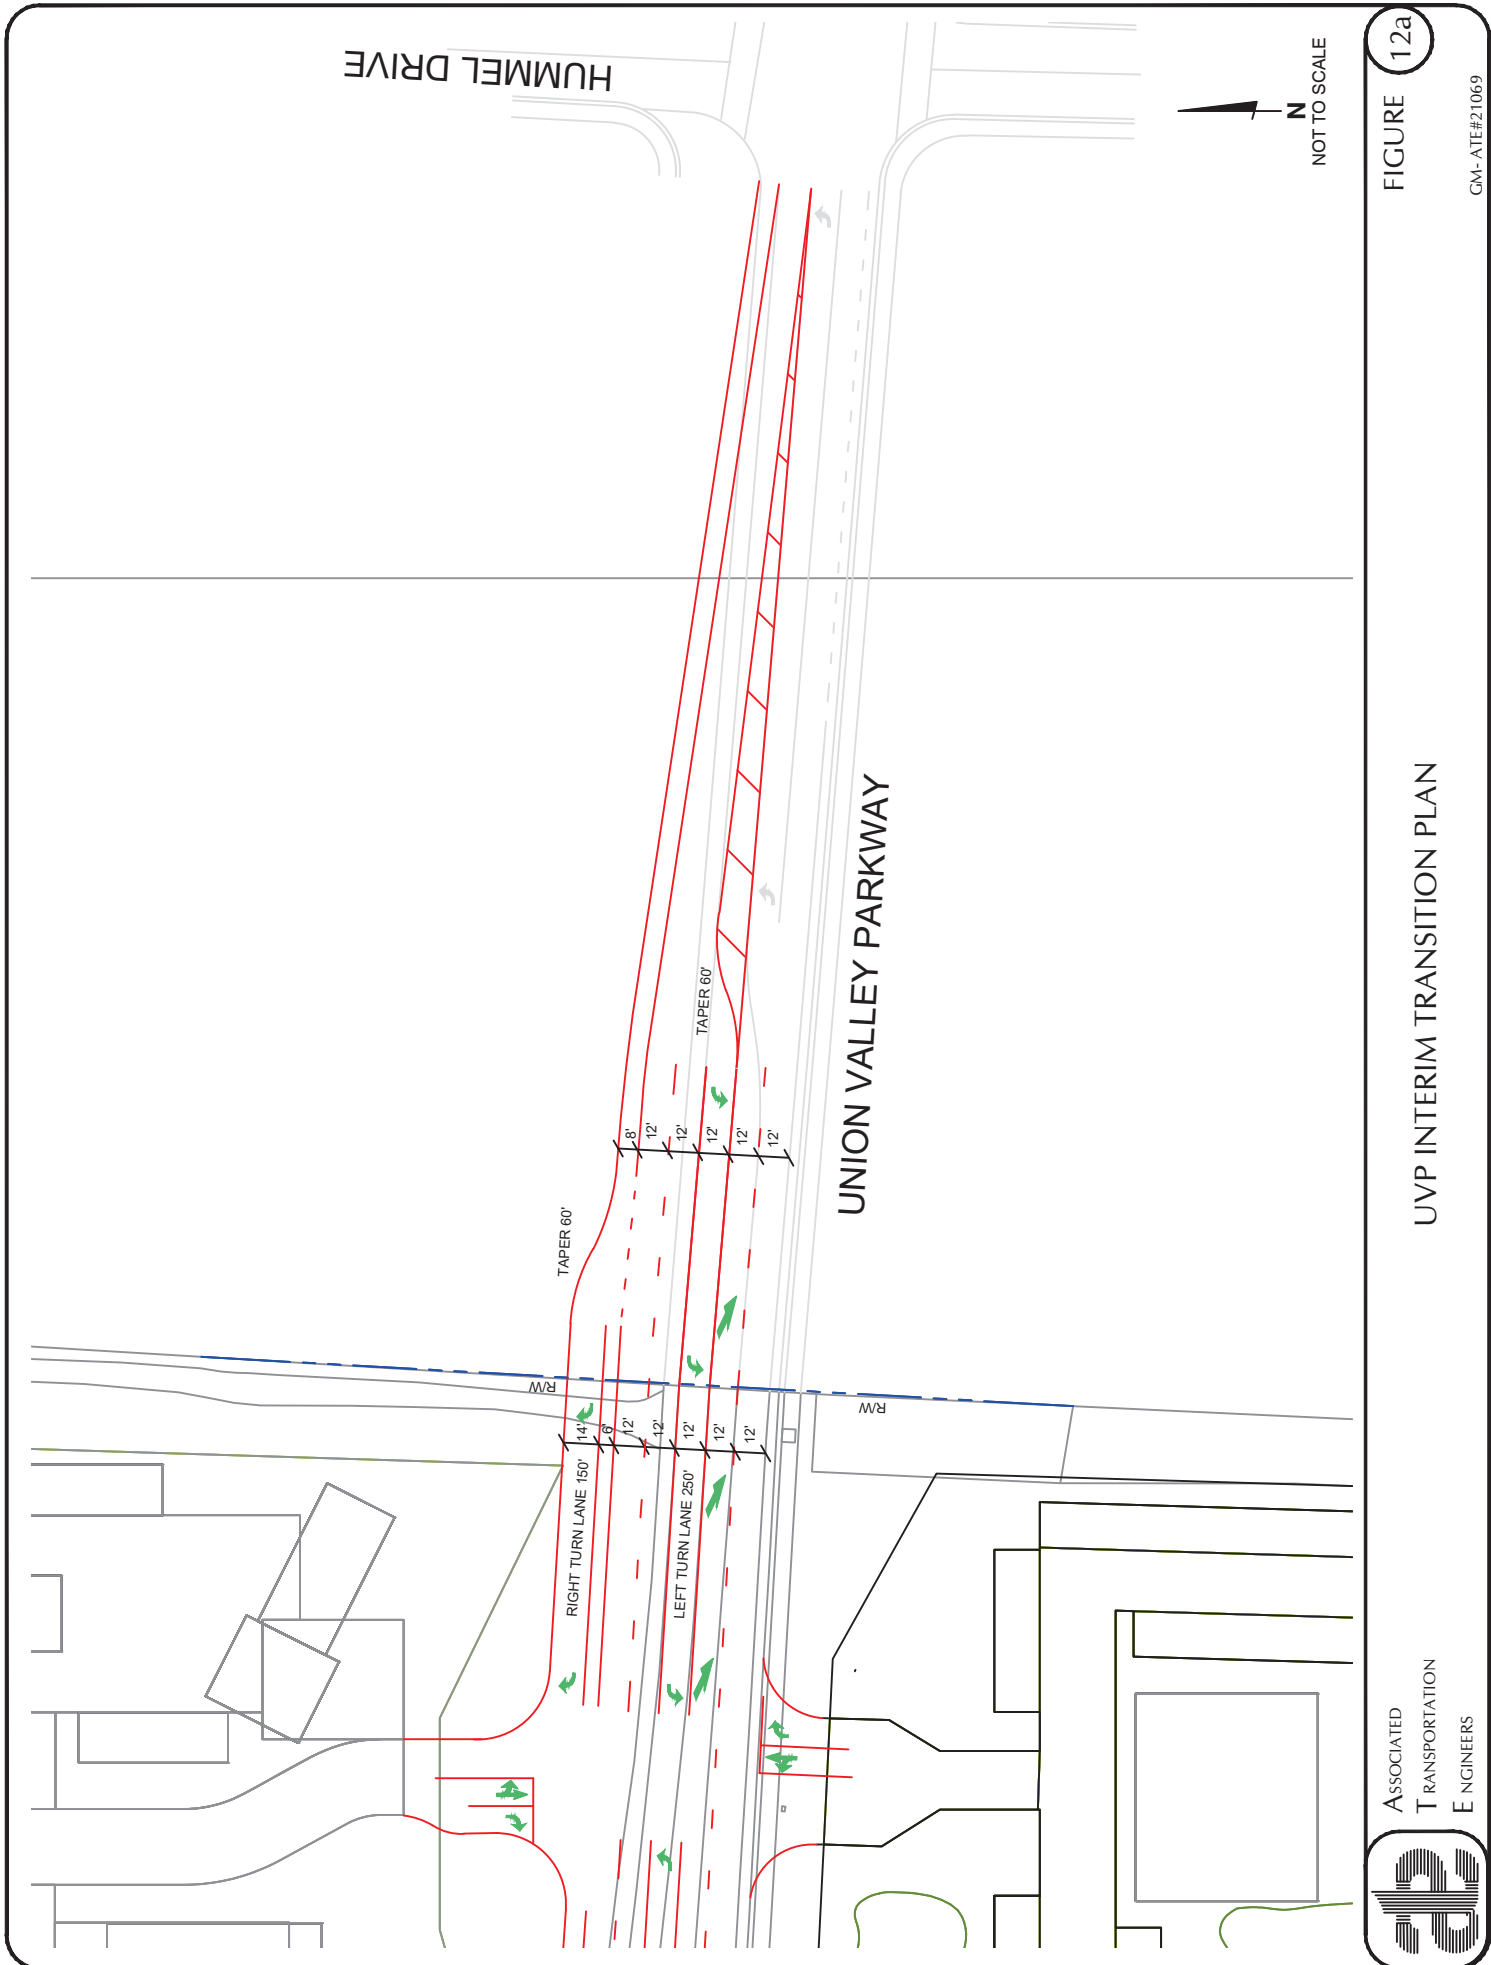 HUMMEL DRIVE
UNION VALLEY PARKWAY
TAPER 60'
TAPER 60'
8'
12'
12'
12'
12'
12'
R/W
R/W
14'
6'
12'
12'
12'
12'
12'
RIGHT TURN LANE 150'
LEFT TURN LANE 250'
N
NOT TO SCALE
ASSOCIATED
TRANSPORTATION
ENGINEERS
UVP INTERIM TRANSITION PLAN
FIGURE 12a
GM- ATE#21069